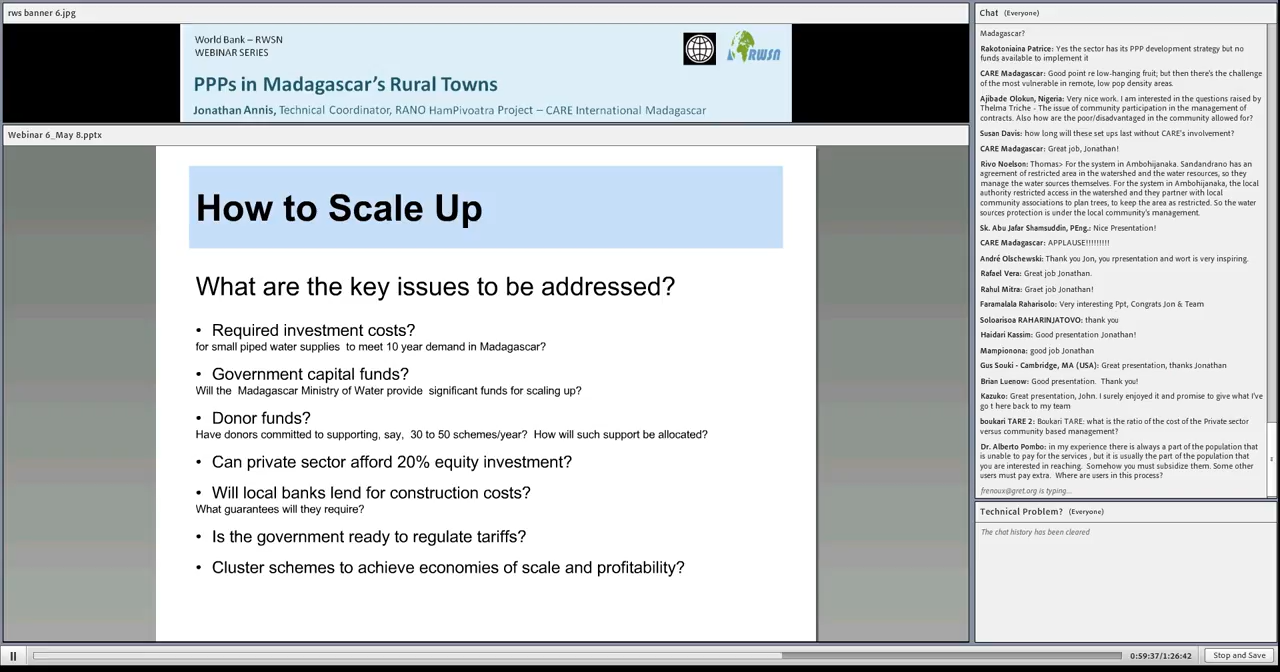 rws banner 6.jpg
World Bank – RWSN
WEBINAR SERIES
RWSN
PPPs in Madagascar's Rural Towns
Jonathan Annis, Technical Coordinator, RANO HamPivoatra Project – CARE International Madagascar
Webinar 6_May 8.pptx
How to Scale Up
What are the key issues to be addressed?
• Required investment costs?
for small piped water supplies to meet 10 year demand in Madagascar?
• Government capital funds?
Will the Madagascar Ministry of Water provide significant funds for scaling up?
• Donor funds?
Have donors committed to supporting, say, 30 to 50 schemes/year? How will such support be allocated?
• Can private sector afford 20% equity investment?
• Will local banks lend for construction costs?
What guarantees will they require?
• Is the government ready to regulate tariffs?
• Cluster schemes to achieve economies of scale and profitability?
Chat (Everyone)
Madagascar?
Rakotoniaina Patrice: Yes the sector has its PPP development strategy but no
funds available to implement it
CARE Madagascar: Good point re low-hanging fruit; but then there's the challenge
of the most vulnerable in remote, low pop density areas.
Ajibade Olokun, Nigeria: Very nice work. I am interested in the questions raised by
Thelma Triche - The issue of community participation in the management of
contracts. Also how are the poor/disadvantaged in the community allowed for?
Susan Davis: how long will these set ups last without CARE's involvement?
CARE Madagascar: Great job, Jonathan!
Rivo Noelson: Thomas> For the system in Ambohijanaka. Sandandrano has an
agreement of restricted area in the watershed and the water resources, so they
manage the water sources themselves. For the system in Ambohijanaka, the local
authority restricted access in the watershed and they partner with local
community associations to plan trees, to keep the area as restricted. So the water
sources protection is under the local community's management.
Sk. Abu Jafar Shamsuddin, PEng.: Nice Presentation!
CARE Madagascar: APPLAUSE!!!!!!!!!
André Olschewski: Thank you Jon, you rpresentation and wort is very inspiring.
Rafael Vera: Great job Jonathan.
Rahul Mitra: Graet job Jonathan!
Faramalala Raharisolo: Very interesting Ppt, Congrats Jon & Team
Soloarisoa RAHARINJATOVO: thank you
Haidari Kassim: Good presentation Jonathan!
Mampionona: good job Jonathan
Gus Souki - Cambridge, MA (USA): Great presentation, thanks Jonathan
Brian Luenow: Good presentation. Thank you!
Kazuko: Great presentation, John. I surely enjoyed it and promise to give what I've
go t here back to my team
boukari TARE 2: Boukari TARE: what is the ratio of the cost of the Private sector
versus community based management?
Dr. Alberto Pombo: in my experience there is always a part of the population that
is unable to pay for the services , but it is usually the part of the population that
you are interested in reaching. Somehow you must subsidize them. Some other
users must pay extra. Where are users in this process?
frenoux@gret.org is typing...
Technical Problem? (Everyone)
The chat history has been cleared
0:59:37/1:26:42
Stop and Save